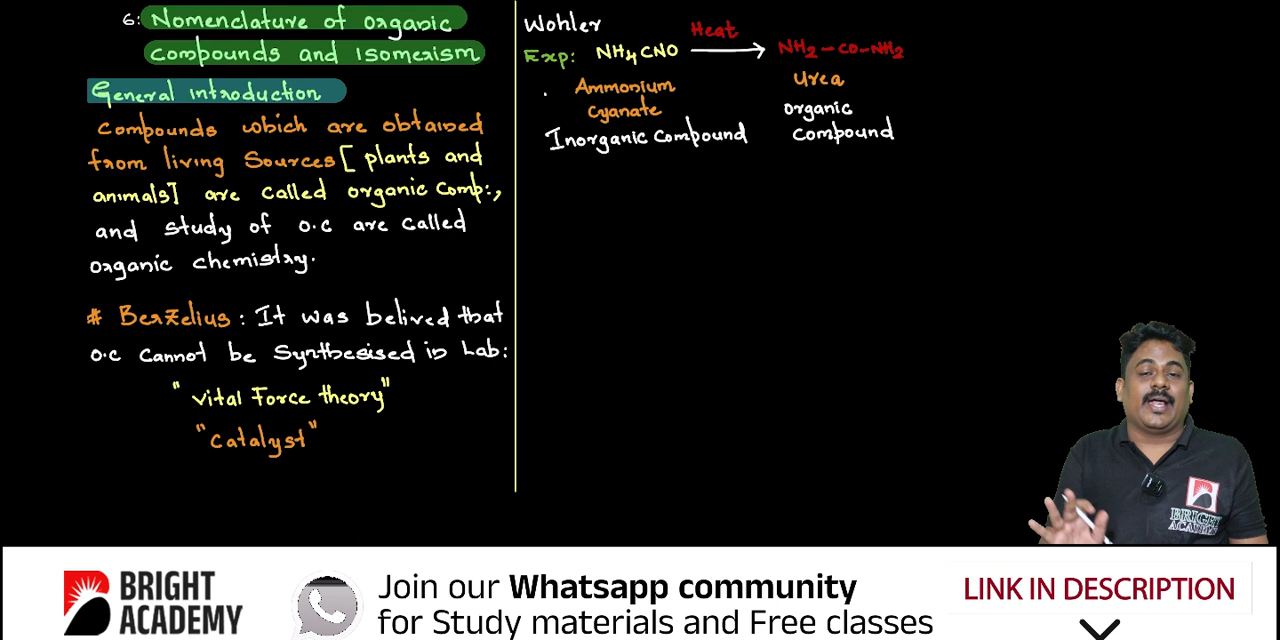 6: Nomenclature of organic
compounds and Isomerism
General introduction
compounds which are obtained
from living Sources [ plants and
animals] are called organic Comp:,
and study of o.c are called
organic chemistry.
# Berzelius : It was belived that
o.c cannot be Synthesised in Lab:
"vital Force theory"
"catalyst"
Wohler
Exp: NH4CNO Heat NH2-CO-NH2
Ammonium Urea
Cyanate organic
Inorganic Compound Compound
BRIGHT
ACADEMY
BRIGHT
ACADEMY
Join our Whatsapp community
for Study materials and Free classes
LINK IN DESCRIPTION